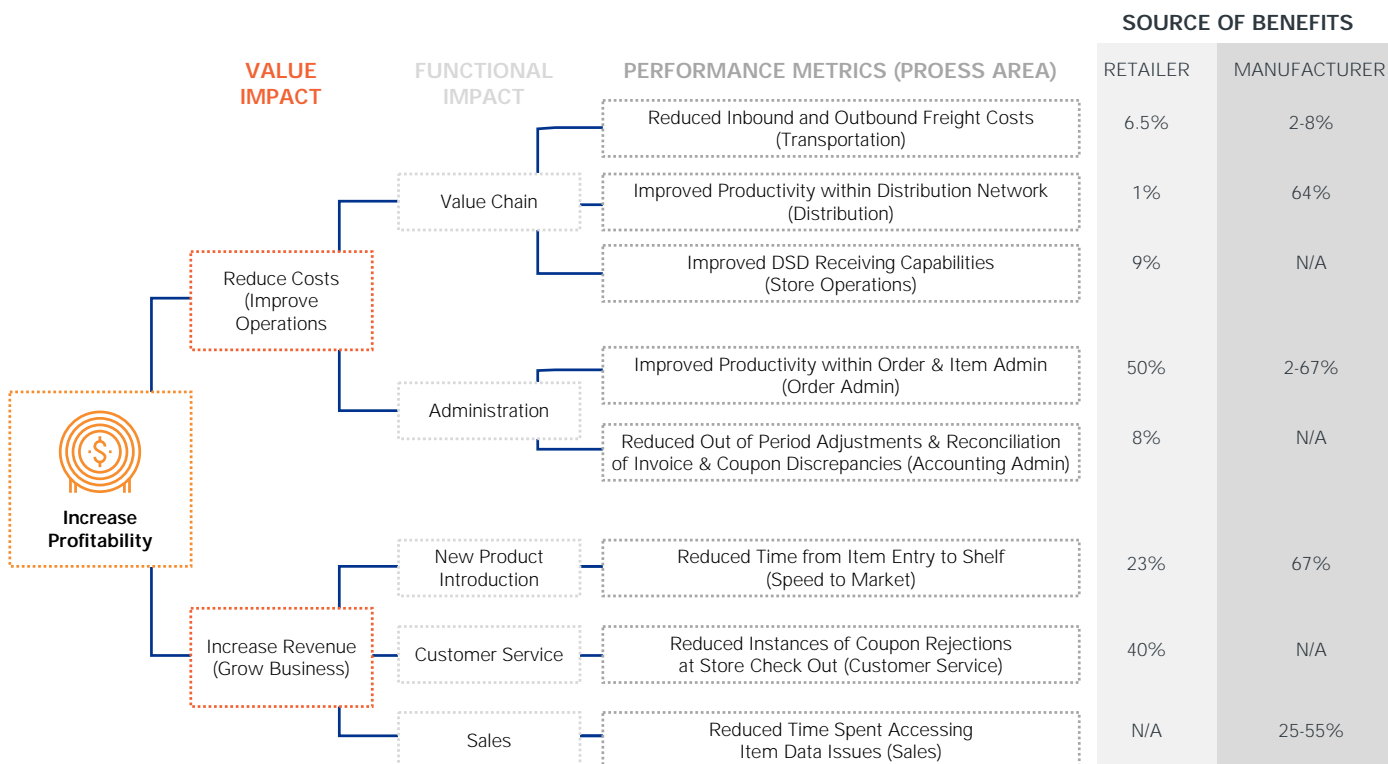 SOURCE OF BENEFITS
VALUE
IMPACT
FUNCTIONAL
IMPACT
PERFORMANCE METRICS (PROESS AREA)
RETAILER
MANUFACTURER
Reduced Inbound and Outbound Freight Costs
(Transportation)
6.5%
2-8%
Value Chain
Improved Productivity within Distribution Network
(Distribution)
1%
64%
Reduce Costs
(Improve
Operations
Improved DSD Receiving Capabilities
(Store Operations)
9%
N/A
Improved Productivity within Order & Item Admin
(Order Admin)
50%
2-67%
Administration
Reduced Out of Period Adjustments & Reconciliation
of Invoice & Coupon Discrepancies (Accounting Admin)
8%
N/A
$
Increase
Profitability
New Product
Introduction
Reduced Time from Item Entry to Shelf
(Speed to Market)
23%
67%
Increase Revenue
(Grow Business)
Customer Service
Reduced Instances of Coupon Rejections
at Store Check Out (Customer Service)
40%
N/A
Sales
Reduced Time Spent Accessing
Item Data Issues (Sales)
N/A
25-55%